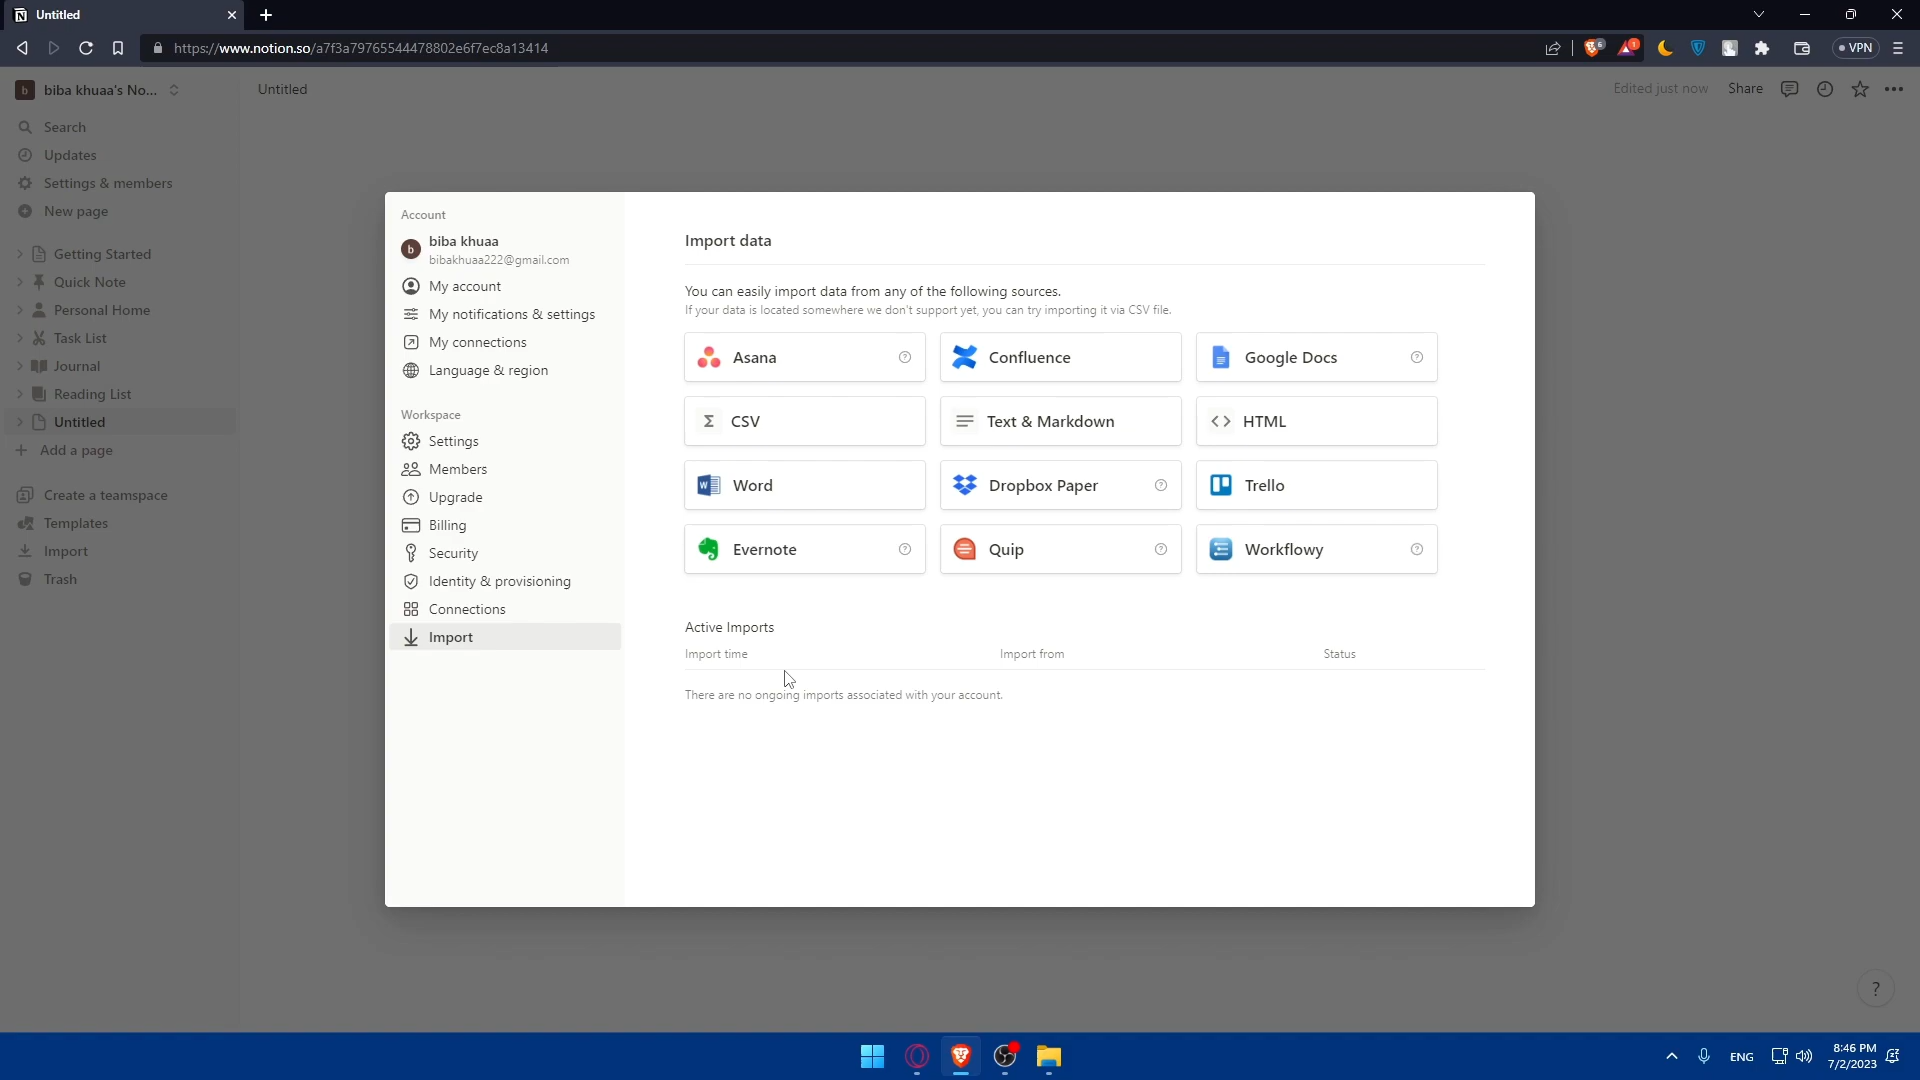 Untitled
https://www.notion.so/a7f3a79765544478802e6f7ec8a13414
6
1
VPN
b biba khuaa's No...
Untitled
Edited just now
Share
Search
Updates
Settings & members
New page
Getting Started
Quick Note
Personal Home
Task List
Journal
Reading List
Untitled
Add a page
Create a teamspace
Templates
Import
Trash
Account
b
biba khuaa
bibakhuaa222@gmail.com
My account
My notifications & settings
My connections
Language & region
Workspace
Settings
Members
Upgrade
Billing
Security
Identity & provisioning
Connections
Import
Import data
You can easily import data from any of the following sources.
If your data is located somewhere we don't support yet, you can try importing it via CSV file.
Asana
Confluence
Google Docs
CSV
Text & Markdown
HTML
Word
Dropbox Paper
Trello
Evernote
Quip
Workflowy
Active Imports
Import time
Import from
Status
There are no ongoing imports associated with your account.
?
ENG
8:46 PM
7/2/2023